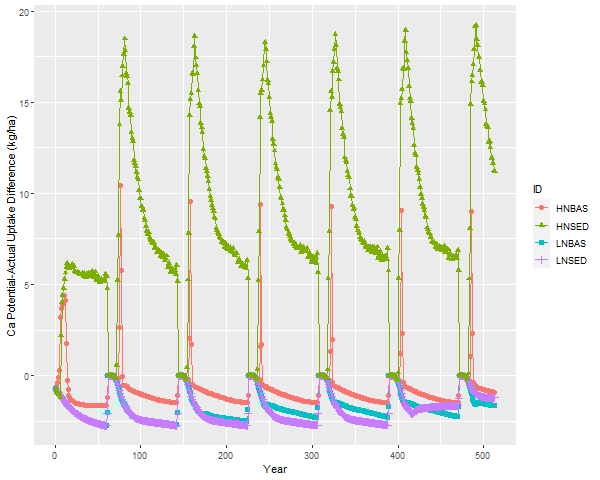 Ca Potential-Actual Uptake Difference (kg/ha)
20
15
10
5
0
0 100 200 300 400 500
Year
ID
HNBAS
HNSED
LNBAS
LNSED